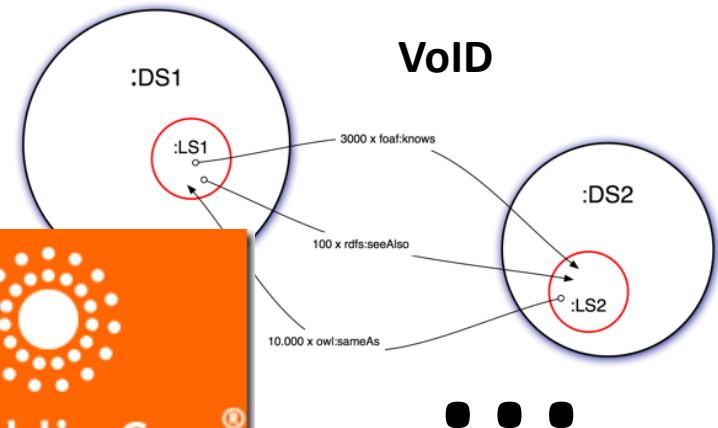 VoID
:DS1
:LS1
3000 x foaf:knows
:DS2
100 x rdfs:seeAlso
:LS2
10.000 x owl:sameAs
...
®